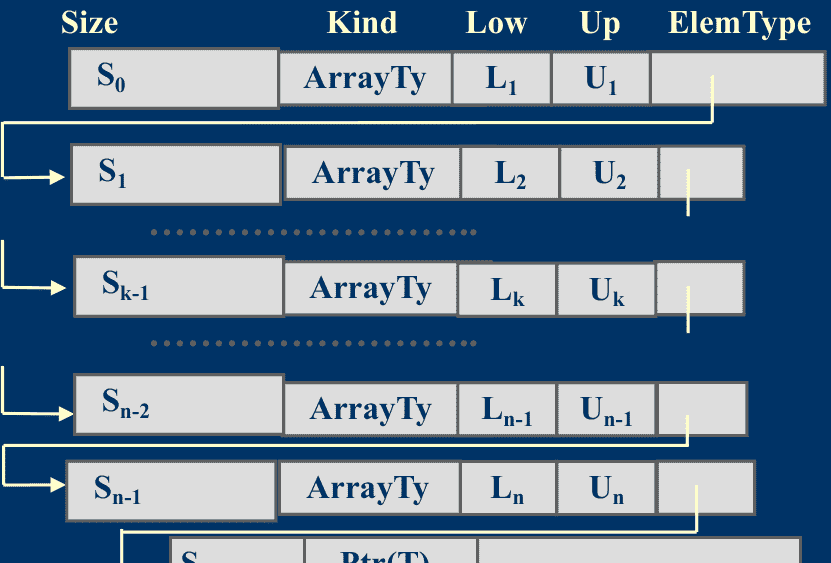 Size Kind Low Up ElemType
S0 ArrayTy L1 U1
S1 ArrayTy L2 U2
Sk-1 ArrayTy Lk Uk
Sn-2 ArrayTy Ln-1 Un-1
Sn-1 ArrayTy Ln Un
S Ptr(T)